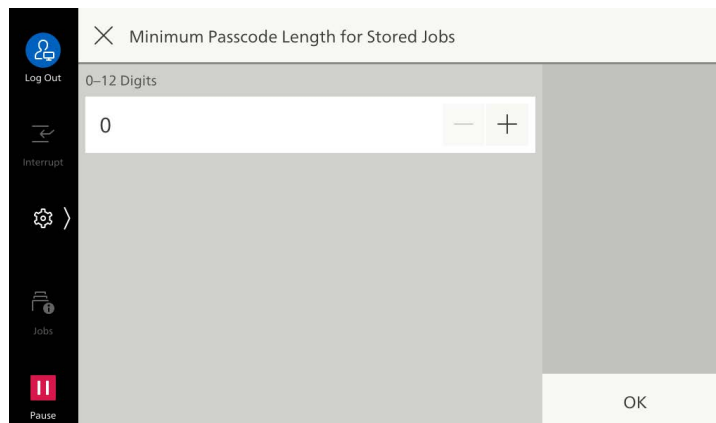 Minimum Passcode Length for Stored Jobs
Log Out
0–12 Digits
0
Interrupt
Jobs
Pause
OK